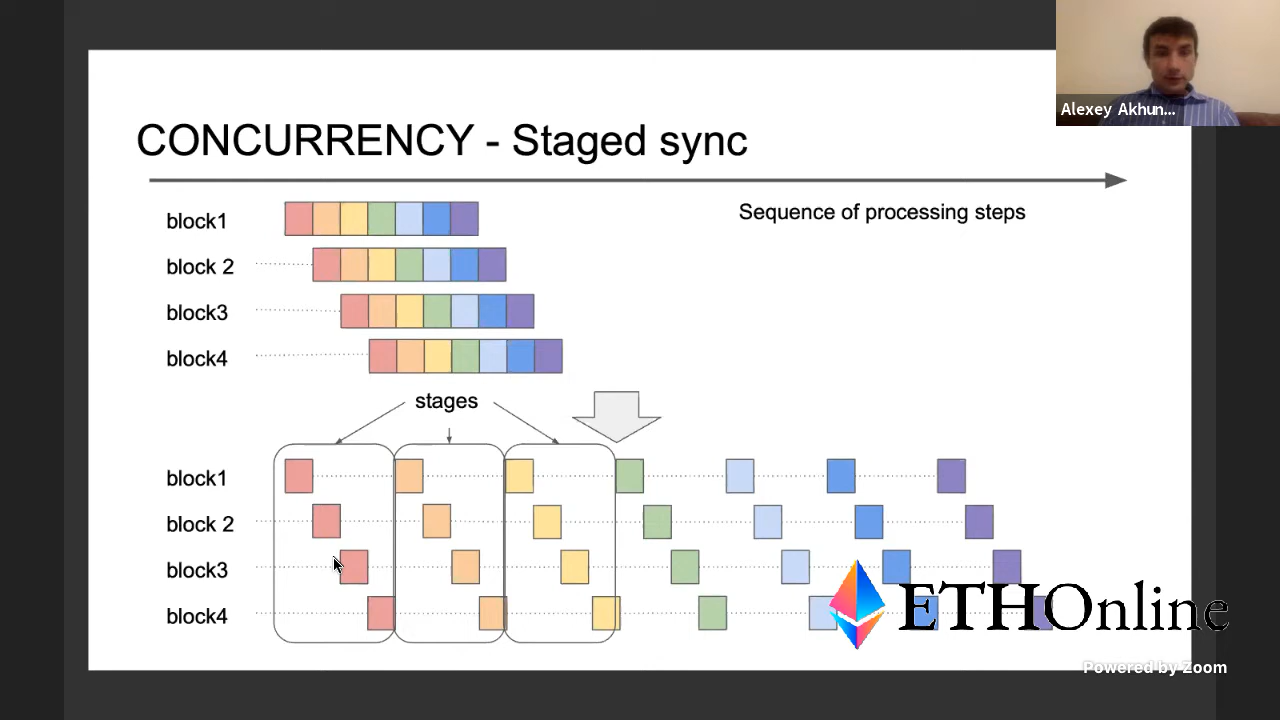 Alexey Akhun...
CONCURRENCY - Staged sync
Sequence of processing steps
block1
block 2
block3
block4
stages
block1
block 2
block3
block4
ETHOnline
Powered by Zoom